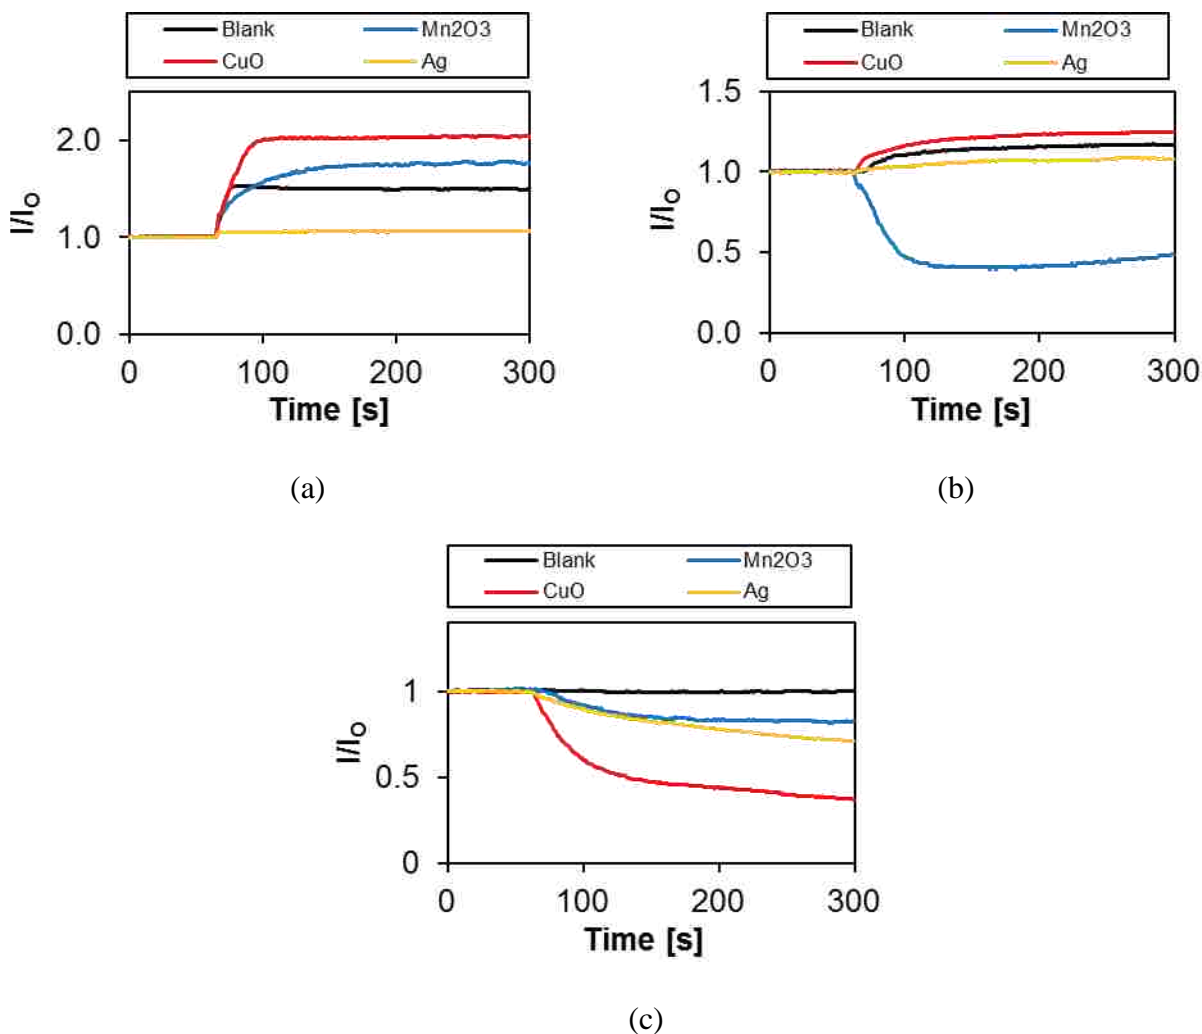 Blank Mn2O3
CuO Ag
2.0
1.0
0.0
I/IO
0 100 200 300
Time [s]
(a)
Blank Mn2O3
CuO Ag
1.5
1.0
0.5
0.0
I/IO
0 100 200 300
Time [s]
(b)
Blank Mn2O3
CuO Ag
1
0.5
0
I/IO
0 100 200 300
Time [s]
(c)